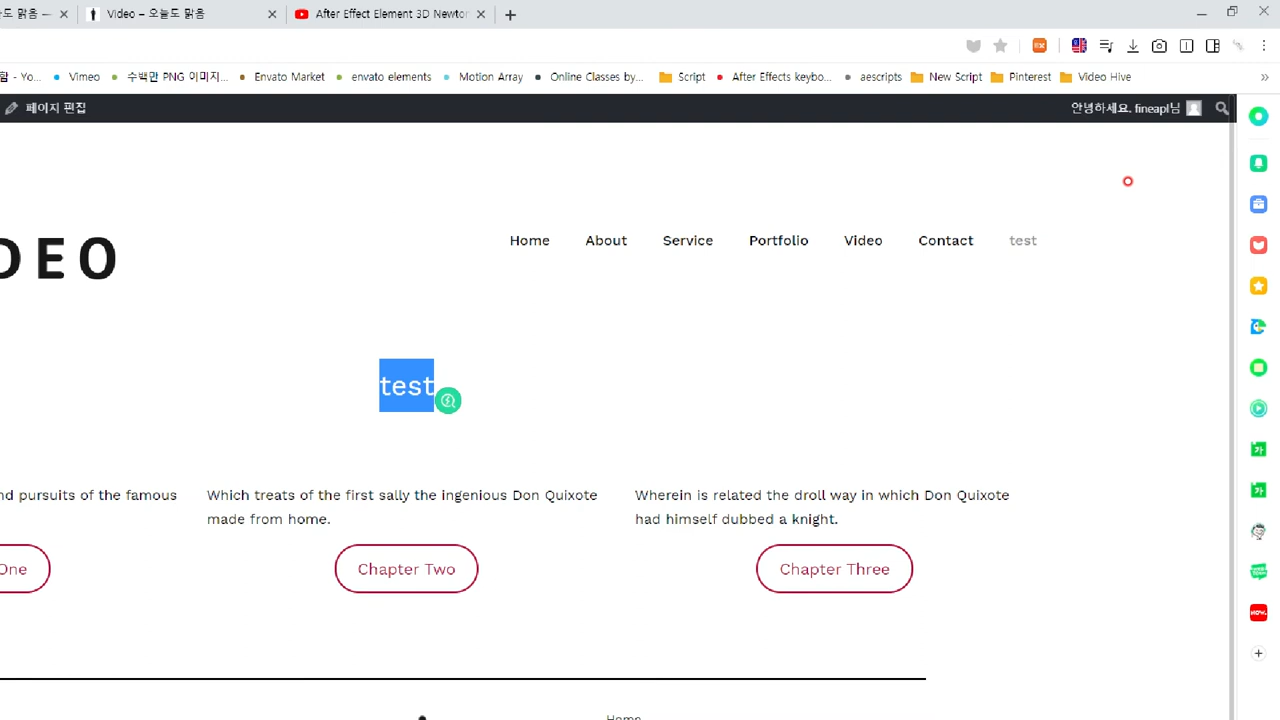 Video – 오늘도 맑음
After Effect Element 3D Newto
Yo...
Vimeo
수백만 PNG 이미지...
Envato Market
envato elements
Motion Array
Online Classes by...
Script
After Effects keybo...
aescripts
New Script
Pinterest
Video Hive
페이지 편집
안녕하세요. fineapl님
DEO
Home
About
Service
Portfolio
Video
Contact
test
test
nd pursuits of the famous
Which treats of the first sally the ingenious Don Quixote
made from home.
Wherein is related the droll way in which Don Quixote
had himself dubbed a knight.
One
Chapter Two
Chapter Three
가
가
NOW.
Home